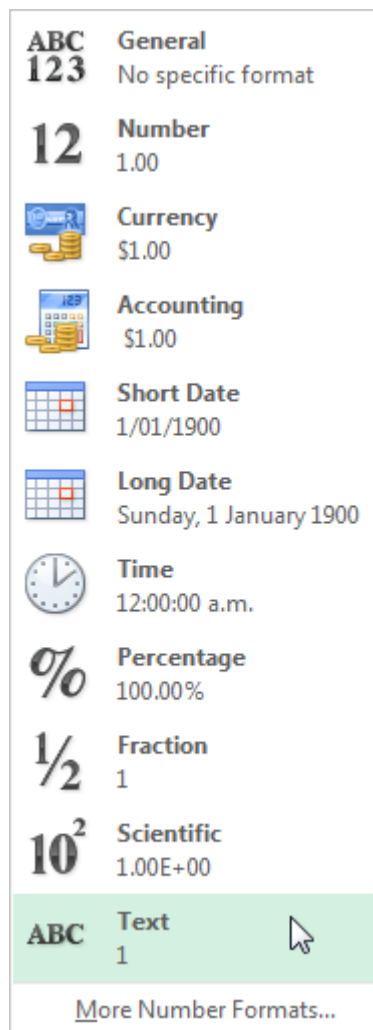 ABC
123
General
No specific format
12
Number
1.00
Currency
$1.00
123
Accounting
$1.00
Short Date
1/01/1900
Long Date
Sunday, 1 January 1900
Time
12:00:00 a.m.
%
Percentage
100.00%
½
Fraction
1
10²
Scientific
1.00E+00
ABC
Text
1
More Number Formats...